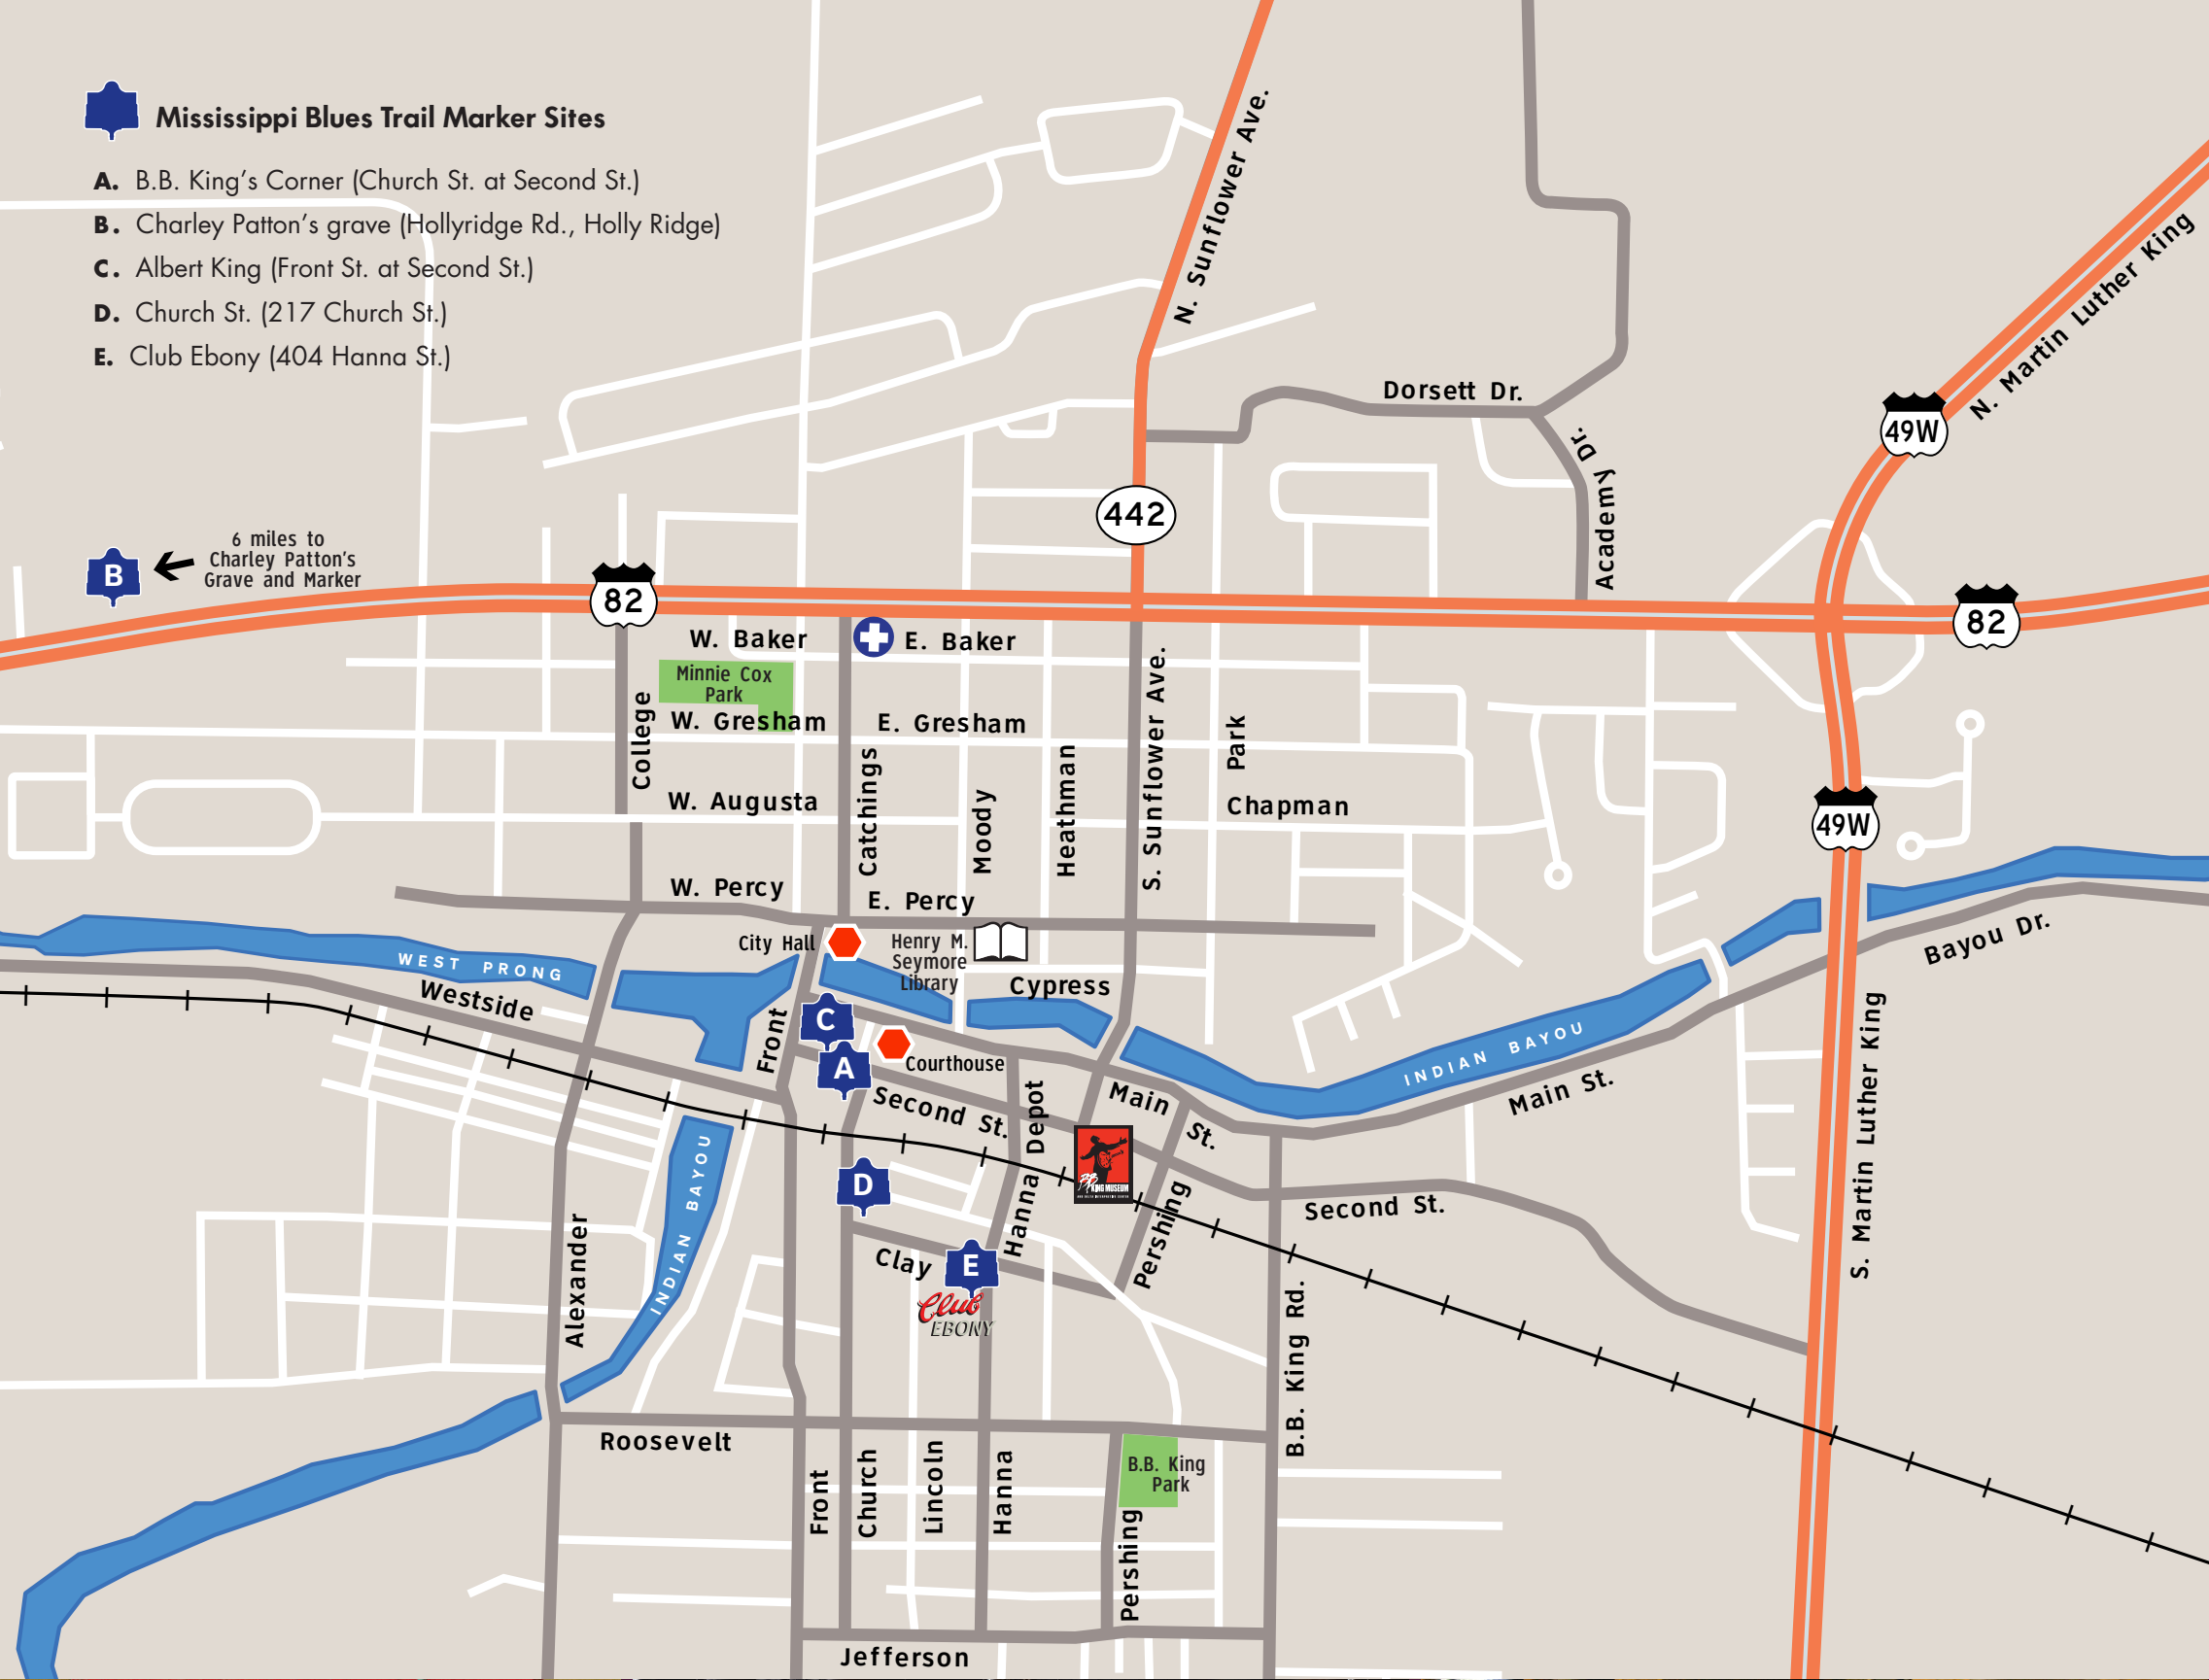 Mississippi Blues Trail Marker Sites
A. B.B. King's Corner (Church St. at Second St.)
B. Charley Patton's grave (Hollyridge Rd., Holly Ridge)
C. Albert King (Front St. at Second St.)
D. Church St. (217 Church St.)
E. Club Ebony (404 Hanna St.)
N. Sunflower Ave.
N. Martin Luther King
Dorsett Dr.
Academy Dr.
49W
442
B
6 miles to
Charley Patton's
Grave and Marker
82
82
W. Baker
E. Baker
Minnie Cox
Park
W. Gresham
E. Gresham
College
Catchings
Moody
Heathman
S. Sunflower Ave.
Park
W. Augusta
Chapman
49W
W. Percy
E. Percy
City Hall
Henry M.
Seymore
Library
Cypress
WEST PRONG
Westside
Front
C
A
Courthouse
Second St.
Depot
Main
St.
INDIAN BAYOU
Main St.
Bayou Dr.
S. Martin Luther King
INDIAN BAYOU
D
Hanna
BB KING MUSEUM
Pershing
Second St.
Clay
E
Club
EBONY
Alexander
B.B. King Rd.
Roosevelt
Front
Church
Lincoln
Hanna
B.B. King
Park
Pershing
Jefferson